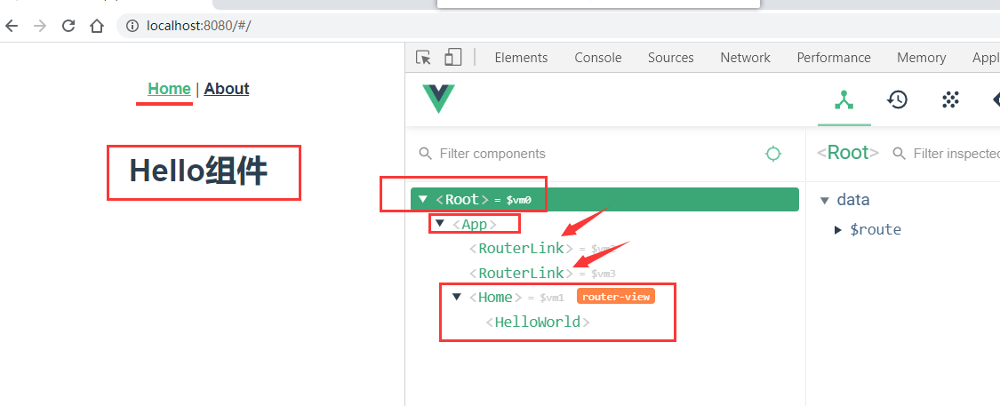 localhost:8080/#/
Elements Console Sources Network Performance Memory Appl
Home | About
Filter components
<Root> Filter inspected
Hello组件
<Root> = $vm0
data
<App>
$route
<RouterLink> =
<RouterLink> = $vm3
<Home> = $vm1 router-view
<HelloWorld>